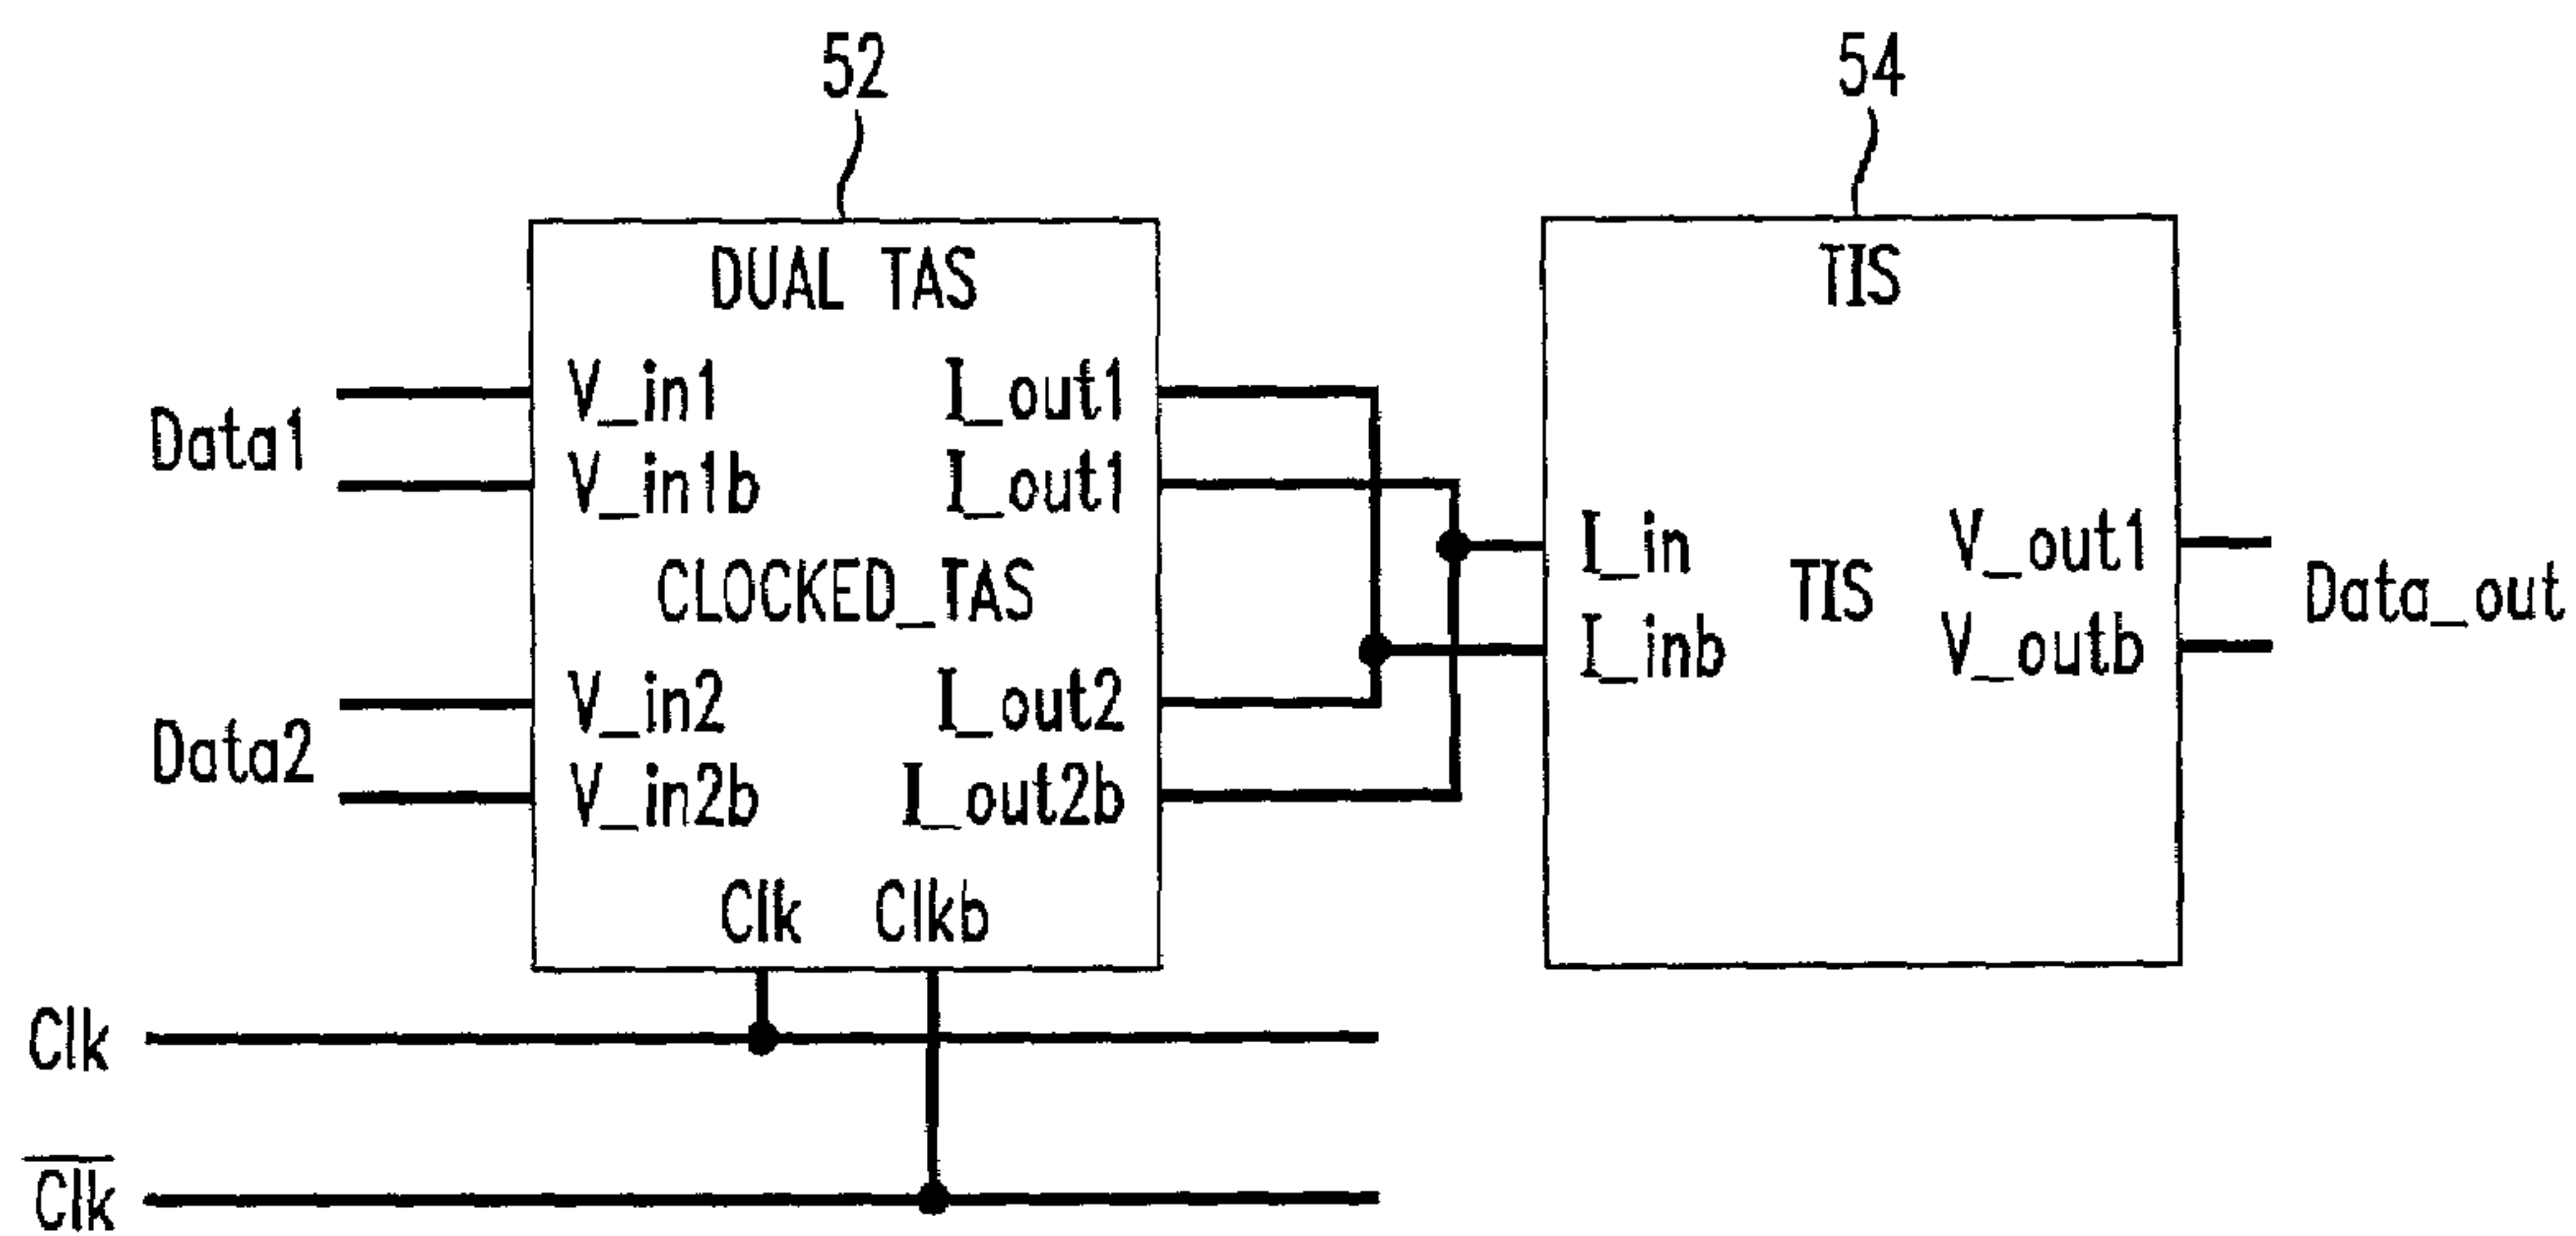 52
54
DUAL TAS
TIS
Data1
V_in1
I_out1
V_in1b
I_out1
I_in
V_out1
CLOCKED_TAS
TIS
Data_out
I_inb
V_outb
Data2
V_in2
I_out2
V_in2b
I_out2b
Clk
Clkb
Clk
C̅l̅k̅